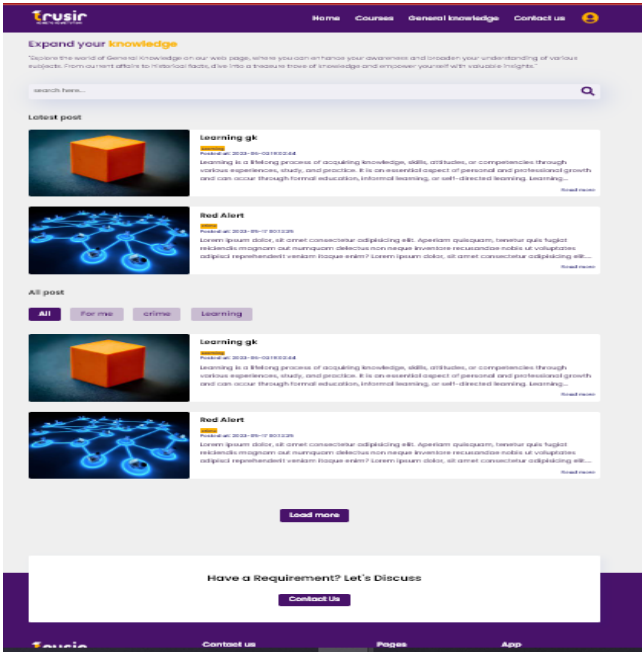 trusir
Home Courses General knowledge Contact us
Expand your knowledge
"Explore the world of General Knowledge on our web page, where you can enhance your awareness and broaden your understanding of various
subjects. From current affairs to historical facts, dive into a treasure trove of knowledge and empower yourself with valuable insights."
search here...
Latest post
Learning gk
Learning
Posted at:
Learning is a lifelong process of acquiring knowledge, skills, attitudes, or competencies through
various experiences, study, and practice. It is an essential aspect of personal and professional growth
and can occur through formal education, informal learning, or self-directed learning. Learning...
Read more
Red Alert
crime
Posted at:
Lorem ipsum dolor, sit amet consectetur adipisicing elit. Aperiam quisquam, tenetur quis fugiat
reiciendis magnam aut numquam delectus non neque inventore recusandae nobis ut voluptates
adipisci reprehenderit veniam itaque enim? Lorem ipsum dolor, sit amet consectetur adipisicing elit....
Read more
All post
All For me crime Learning
Learning gk
Learning
Posted at:
Learning is a lifelong process of acquiring knowledge, skills, attitudes, or competencies through
various experiences, study, and practice. It is an essential aspect of personal and professional growth
and can occur through formal education, informal learning, or self-directed learning. Learning...
Read more
Red Alert
crime
Posted at:
Lorem ipsum dolor, sit amet consectetur adipisicing elit. Aperiam quisquam, tenetur quis fugiat
reiciendis magnam aut numquam delectus non neque inventore recusandae nobis ut voluptates
adipisci reprehenderit veniam itaque enim? Lorem ipsum dolor, sit amet consectetur adipisicing elit....
Read more
Load more
Have a Requirement? Let's Discuss
Contact Us
trusir Contact us Pages App